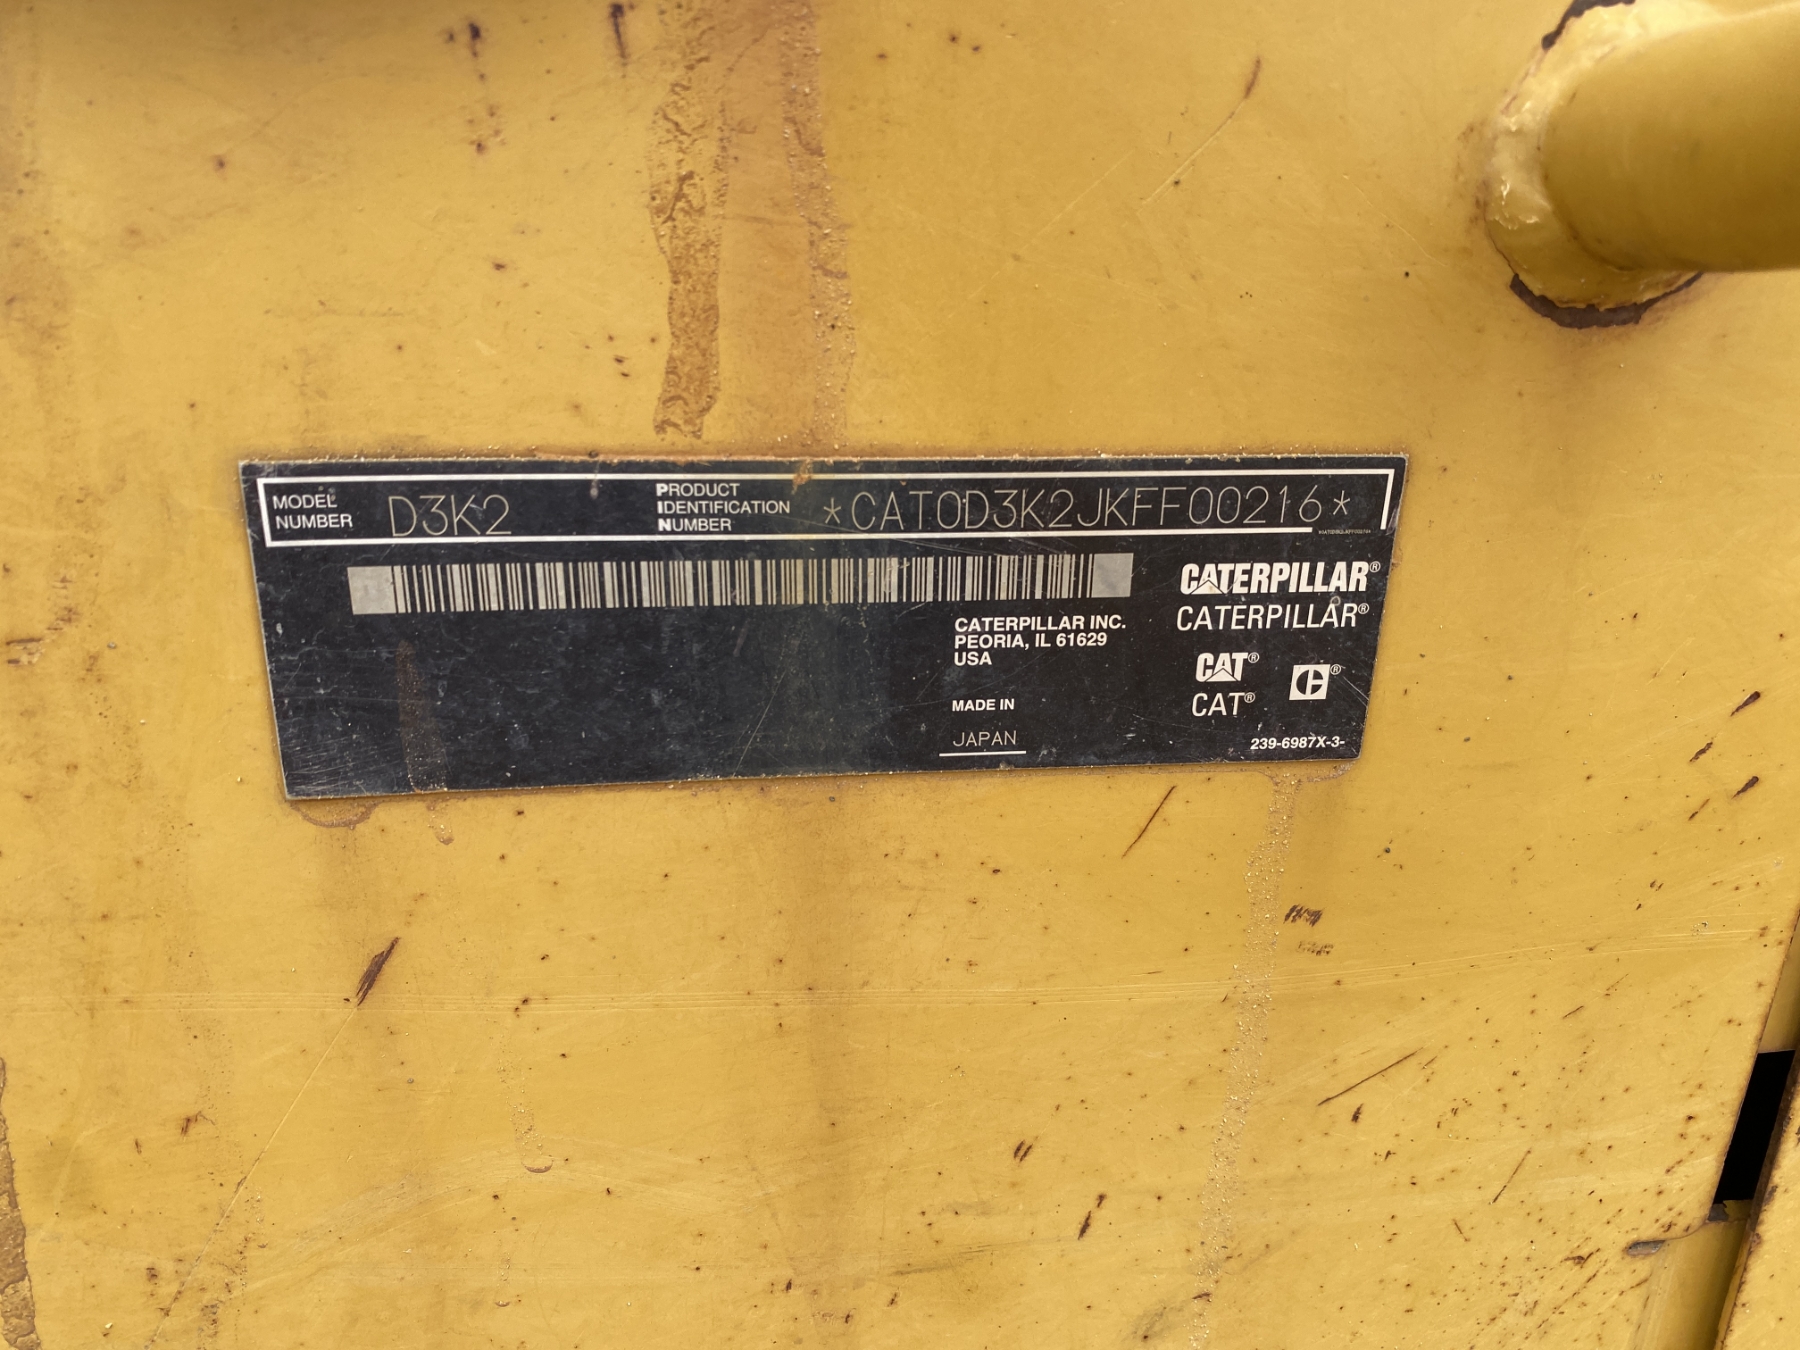 MODEL
NUMBER
D3K2
PRODUCT
IDENTIFICATION
NUMBER
*CAT0D3K2JKFF00216*
CATERPILLAR INC.
PEORIA, IL 61629
USA
MADE IN
JAPAN
CATERPILLAR®
CATERPILLAR®
CAT®
CAT®
C®
239-6987X-3-